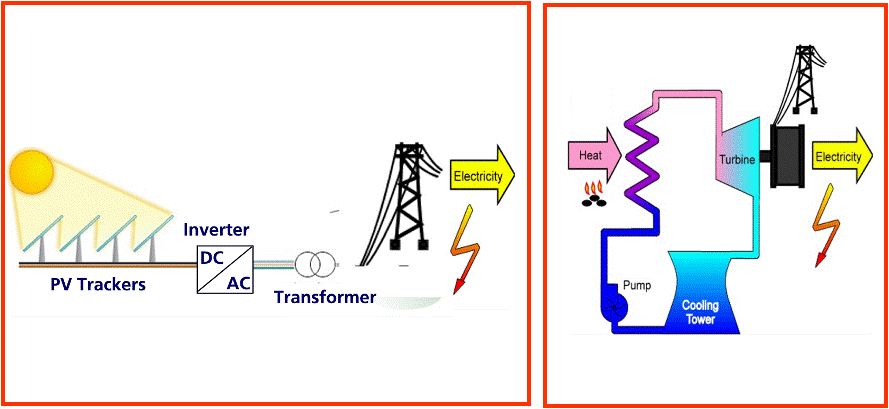 Electricity
Inverter
DC
AC
PV Trackers
Transformer
Heat
Turbine
Electricity
Pump
Cooling
Tower